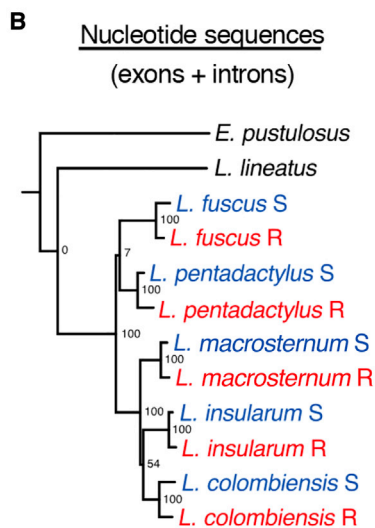 B
Nucleotide sequences
(exons + introns)
E. pustulosus
L. lineatus
0
L. fuscus S
100
L. fuscus R
7
L. pentadactylus S
100
L. pentadactylus R
100
L. macrosternum S
100
L. macrosternum R
100
L. insularum S
100
L. insularum R
54
L. colombiensis S
100
L. colombiensis R